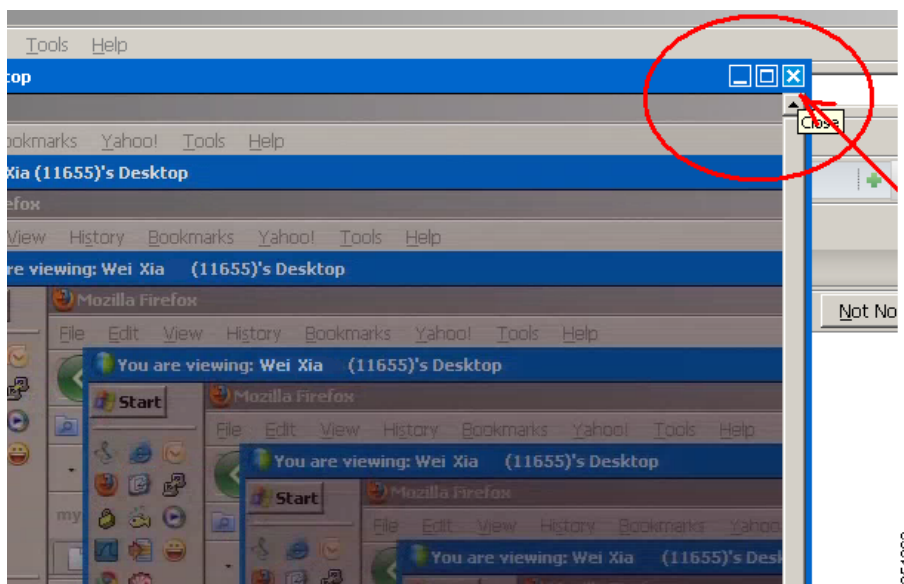 Tools Help
top
Close
ookmarks Yahoo! Tools Help
Xia (11655)'s Desktop
efox
View History Bookmarks Yahoo! Tools Help
re viewing: Wei Xia (11655)'s Desktop
Mozilla Firefox
Not No
File Edit View History Bookmarks Yahoo! Tools Help
You are viewing: Wei Xia (11655)'s Desktop
Start
Mozilla Firefox
File Edit View History Bookmarks Yahoo! Tools Help
You are viewing: Wei Xia (11655)'s Desktop
Start
Mozilla Firefox
my
File Edit View History Bookmarks Yahoo
You are viewing: Wei Xia (11655)'s Desk